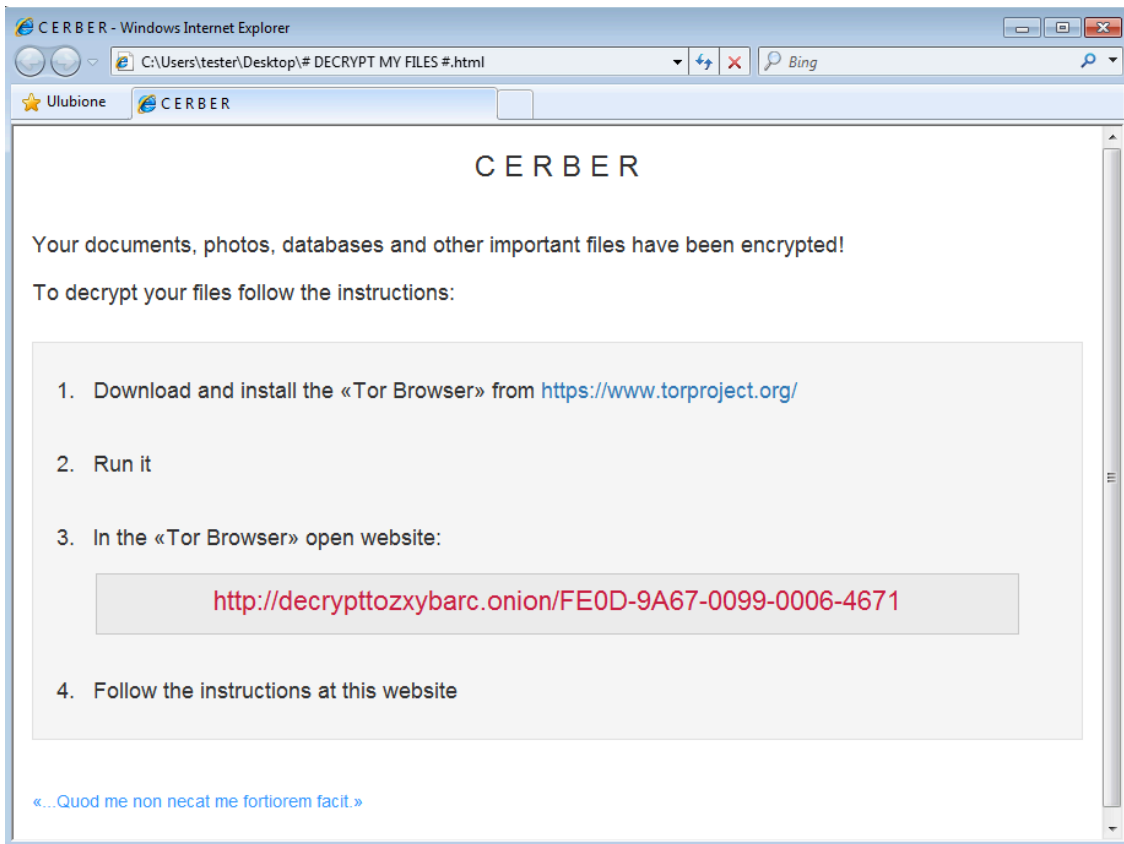 C E R B E R - Windows Internet Explorer
C:\Users\tester\Desktop\# DECRYPT MY FILES #.html
Bing
Ulubione
C E R B E R
C E R B E R
Your documents, photos, databases and other important files have been encrypted!
To decrypt your files follow the instructions:
1. Download and install the «Tor Browser» from https://www.torproject.org/
2. Run it
3. In the «Tor Browser» open website:
http://decrypttozxybarc.onion/FE0D-9A67-0099-0006-4671
4. Follow the instructions at this website
«...Quod me non necat me fortiorem facit.»